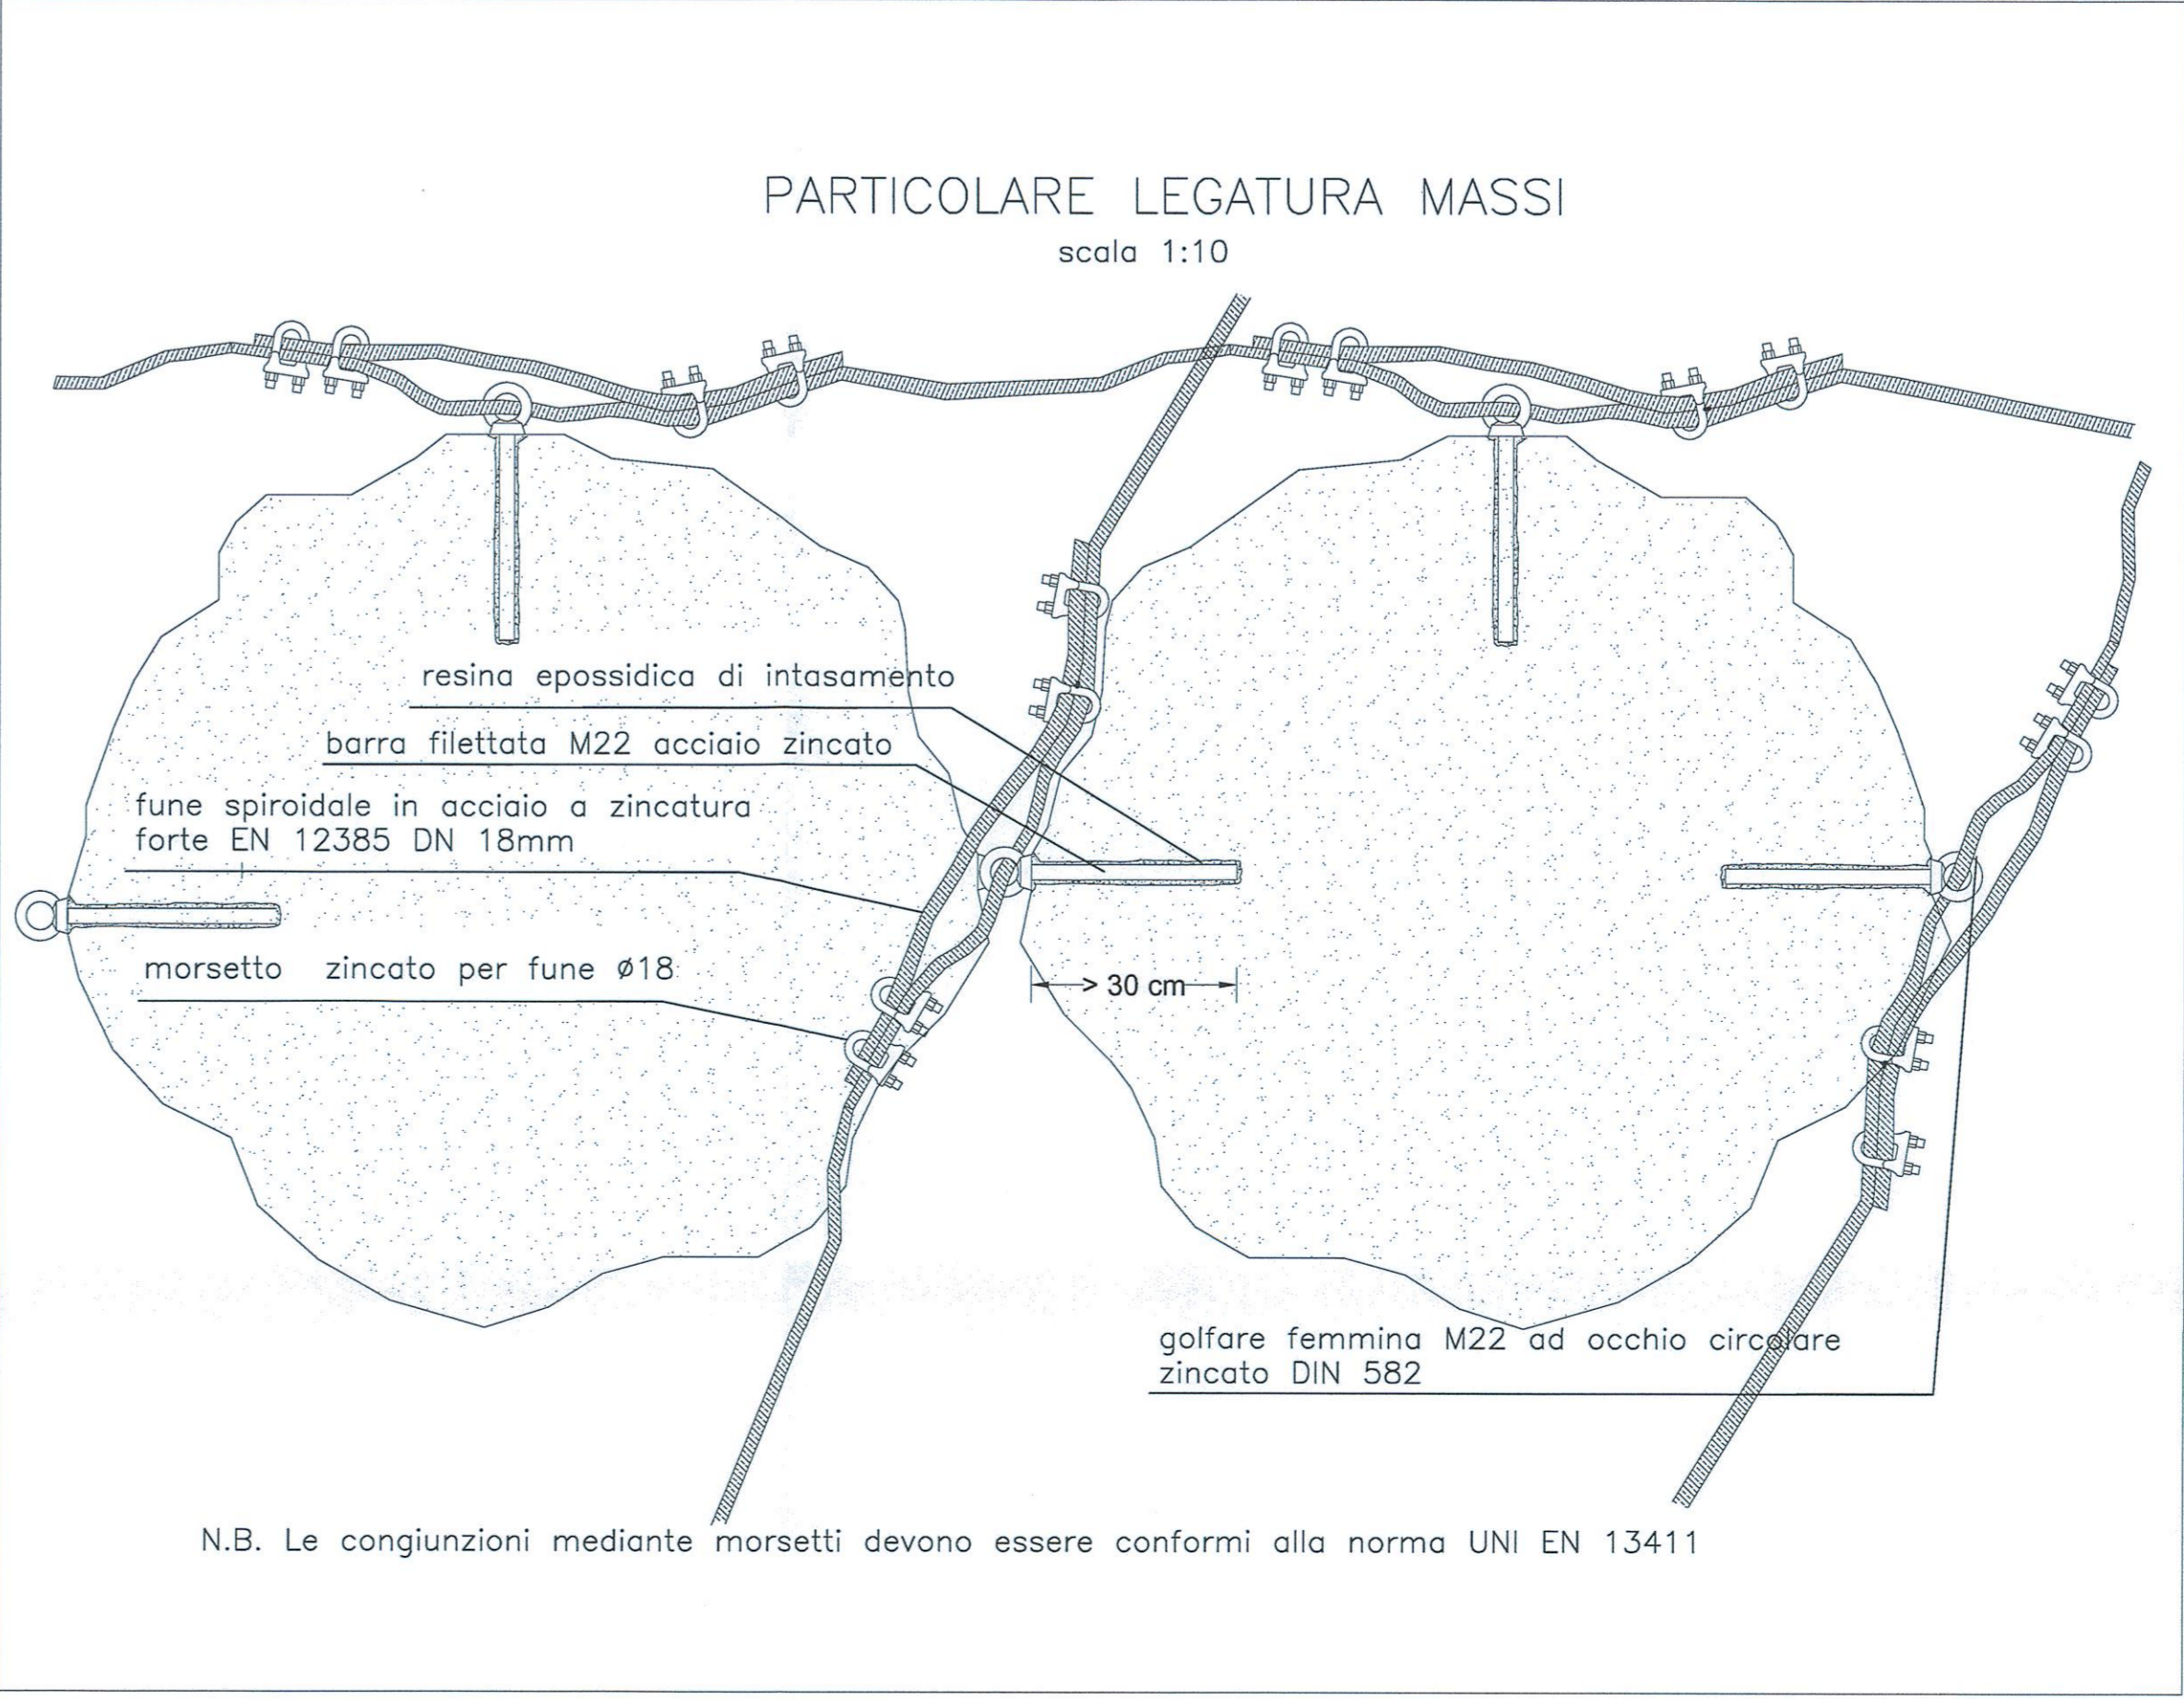 PARTICOLARE LEGATURA MASSI
scala 1:10
resina epossidica di intasamento
barra filettata M22 acciaio zincato
fune spiroidale in acciaio a zincatura
forte EN 12385 DN 18mm
morsetto zincato per fune ø18
> 30 cm
golfare femmina M22 ad occhio circolare
zincato DIN 582
N.B. Le congiunzioni mediante morsetti devono essere conformi alla norma UNI EN 13411